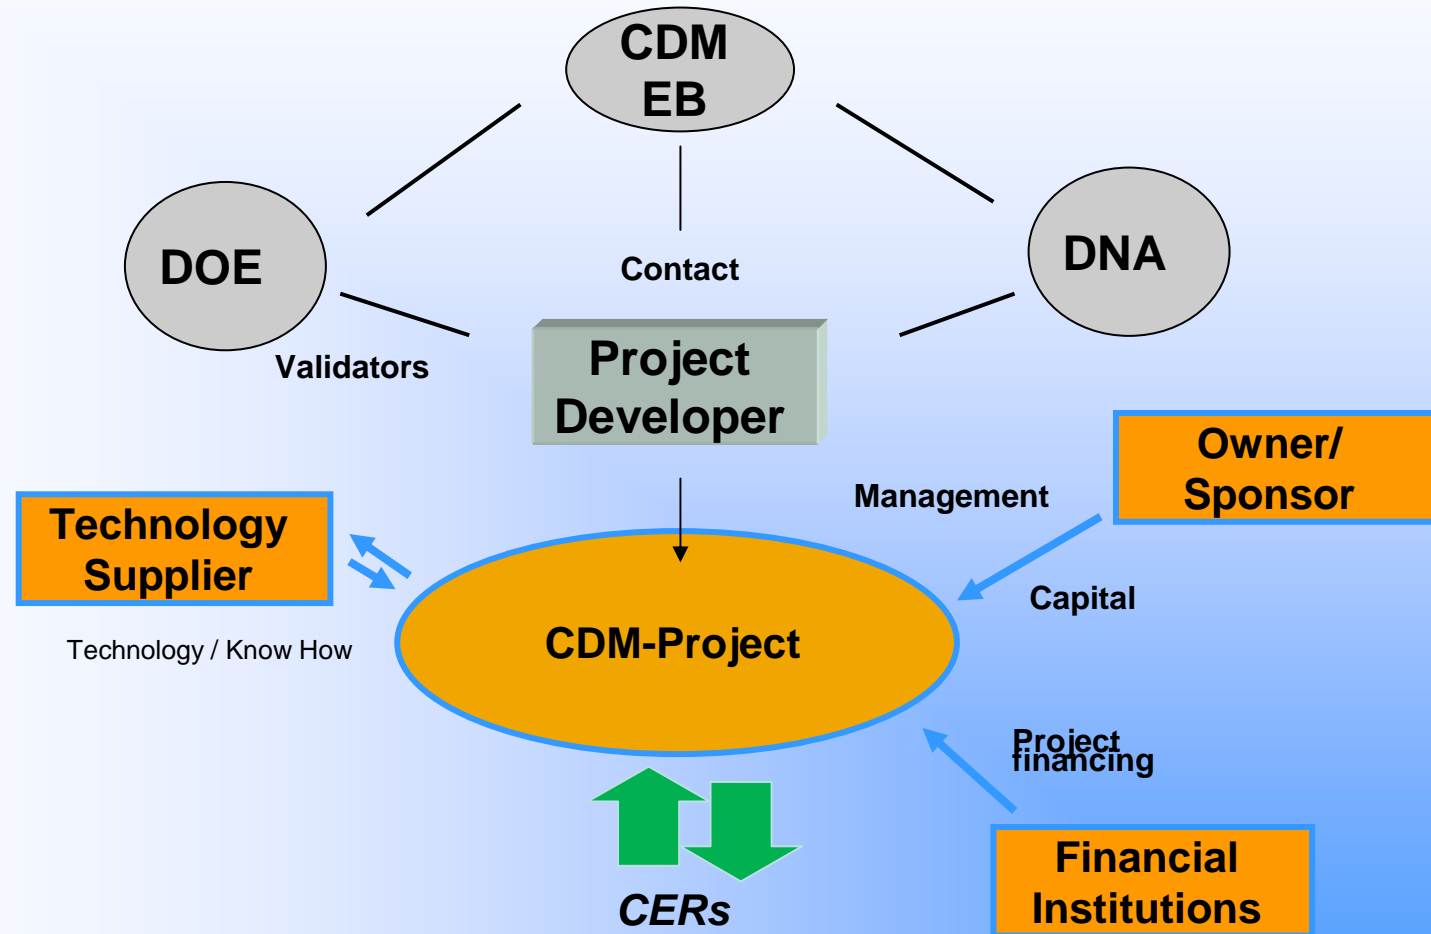 CDM
EB
DOE
DNA
Contact
Validators
Project
Developer
Owner/
Sponsor
Management
Technology
Supplier
Capital
Technology / Know How
CDM-Project
Project
financing
Financial
Institutions
CERs